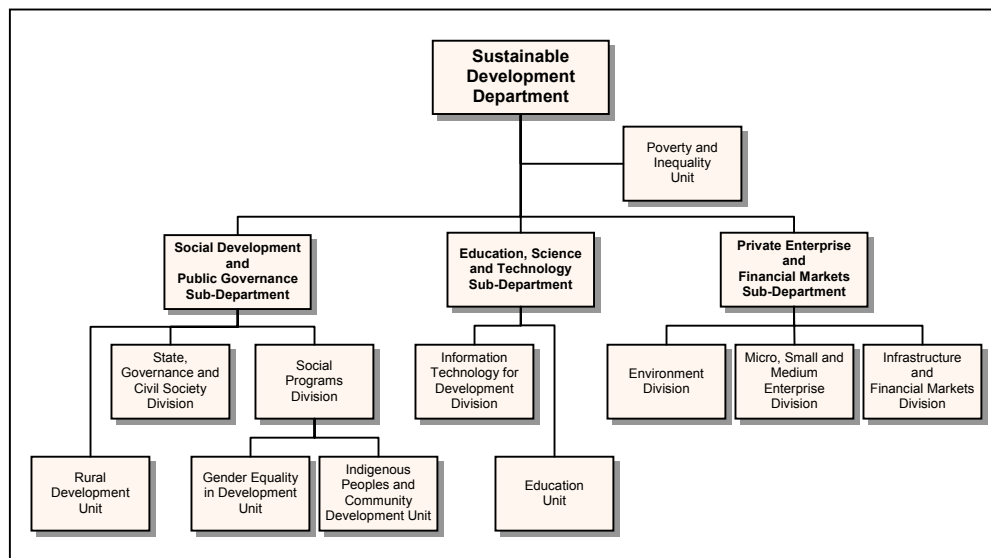 Sustainable
Development
Department
Poverty and
Inequality
Unit
Social Development
and
Public Governance
Sub-Department
Education, Science
and Technology
Sub-Department
Private Enterprise
and
Financial Markets
Sub-Department
State,
Governance and
Civil Society
Division
Social
Programs
Division
Information
Technology for
Development
Division
Environment
Division
Micro, Small and
Medium
Enterprise
Division
Infrastructure
and
Financial Markets
Division
Rural
Development
Unit
Gender Equality
in Development
Unit
Indigenous
Peoples and
Community
Development Unit
Education
Unit